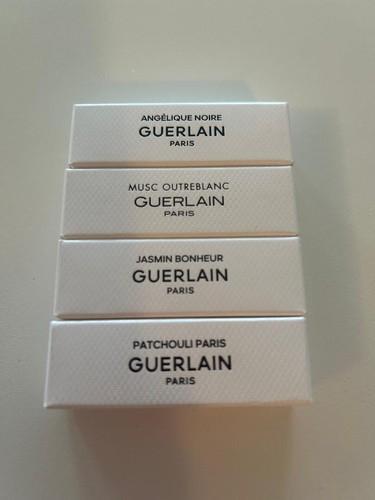 ANGÉLIQUE NOIRE
GUERLAIN
PARIS
MUSC OUTREBLANC
GUERLAIN
PARIS
JASMIN BONHEUR
GUERLAIN
PARIS
PATCHOULI PARIS
GUERLAIN
PARIS